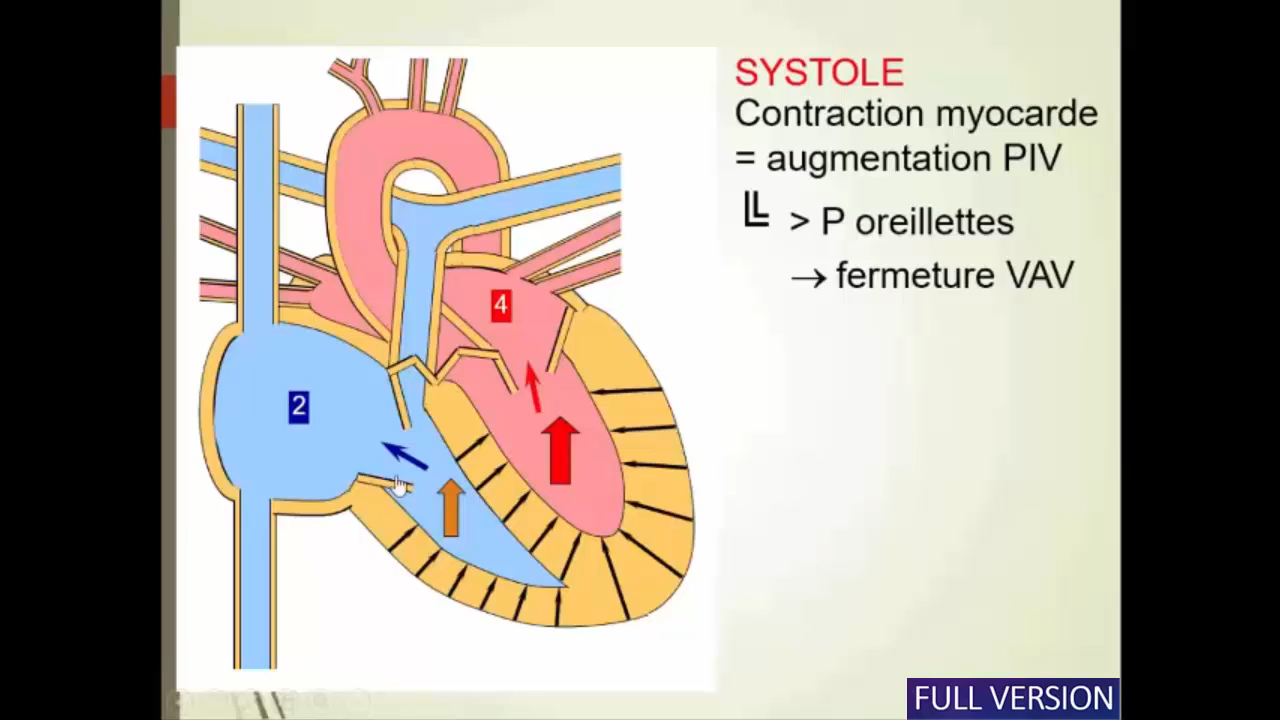 SYSTOLE
Contraction myocarde
= augmentation PIV
> P oreillettes
→ fermeture VAV
4
2
FULL VERSION